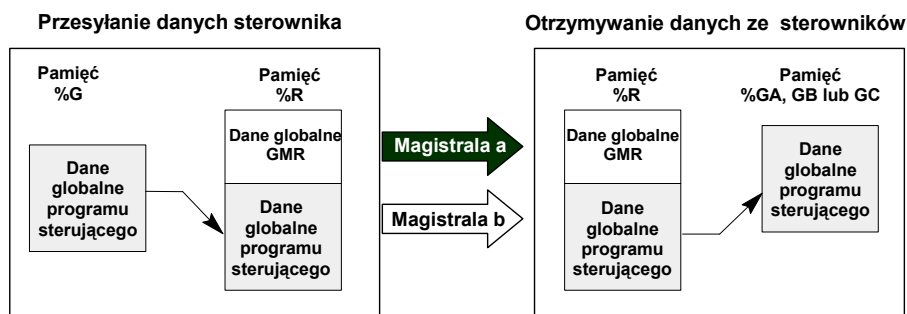 Przesyłanie danych sterownika
Pamięć
%G
Pamięć
%R
Dane globalne
GMR
Dane
globalne
programu
sterującego
Dane
globalne
programu
sterującego
Magistrala a
Magistrala b
Otrzymywanie danych ze sterowników
Pamięć
%R
Pamięć
%GA, GB lub GC
Dane globalne
GMR
Dane
globalne
programu
sterującego
Dane
globalne
programu
sterującego